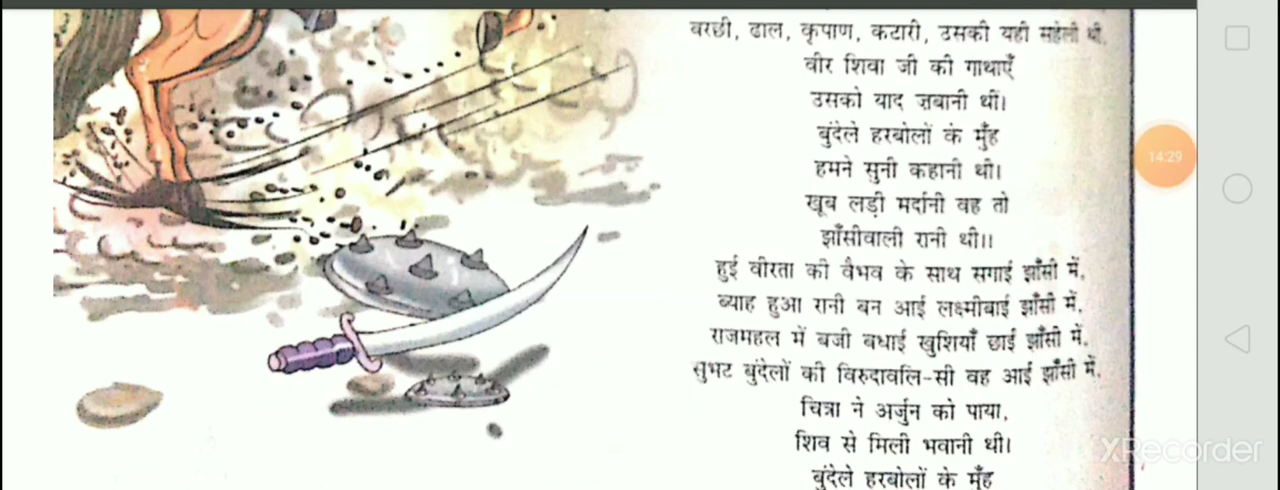 बरछी, ढाल, कृपाण, कटारी, उसकी यही सहेली थी,
वीर शिवा जी की गाथाएँ
उसको याद ज़बानी थीं।
बुंदेले हरबोलों के मुँह
हमने सुनी कहानी थी।
खूब लड़ी मर्दानी वह तो
झाँसीवाली रानी थी।।
हुई वीरता की वैभव के साथ सगाई झाँसी में,
ब्याह हुआ रानी बन आई लक्ष्मीबाई झाँसी में,
राजमहल में बजी बधाई खुशियाँ छाई झाँसी में,
सुभट बुंदेलों की विरुदावलि-सी वह आई झाँसी में,
चित्रा ने अर्जुन को पाया,
शिव से मिली भवानी थी।
बुंदेले हरबोलों के मुँह
14:29
XRecorder